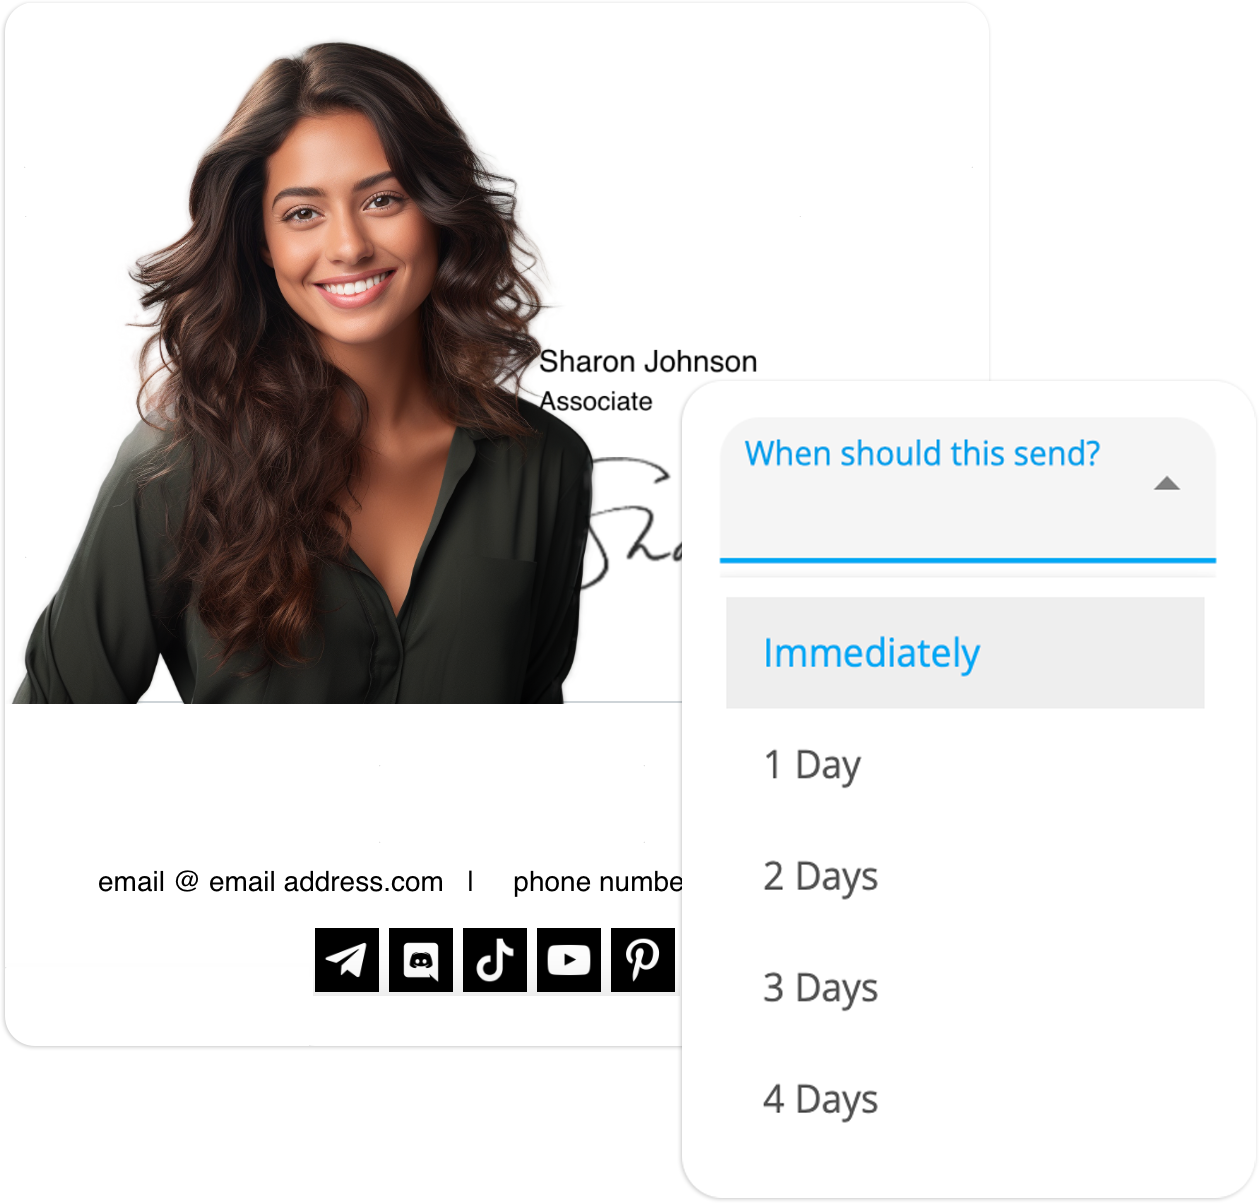 Sharon Johnson
Associate
When should this send?
Immediately
1 Day
2 Days
3 Days
4 Days
email @ email address.com | phone numbe